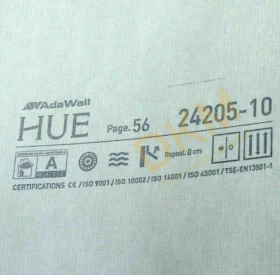 AdaWall
HUE Page. 56 24205-10
A
Repeat. 0 cm
CERTIFICATIONS CE / ISO 9001 / ISO 10002 / ISO 14001 / ISO 45001 / TSE-EN13501-1